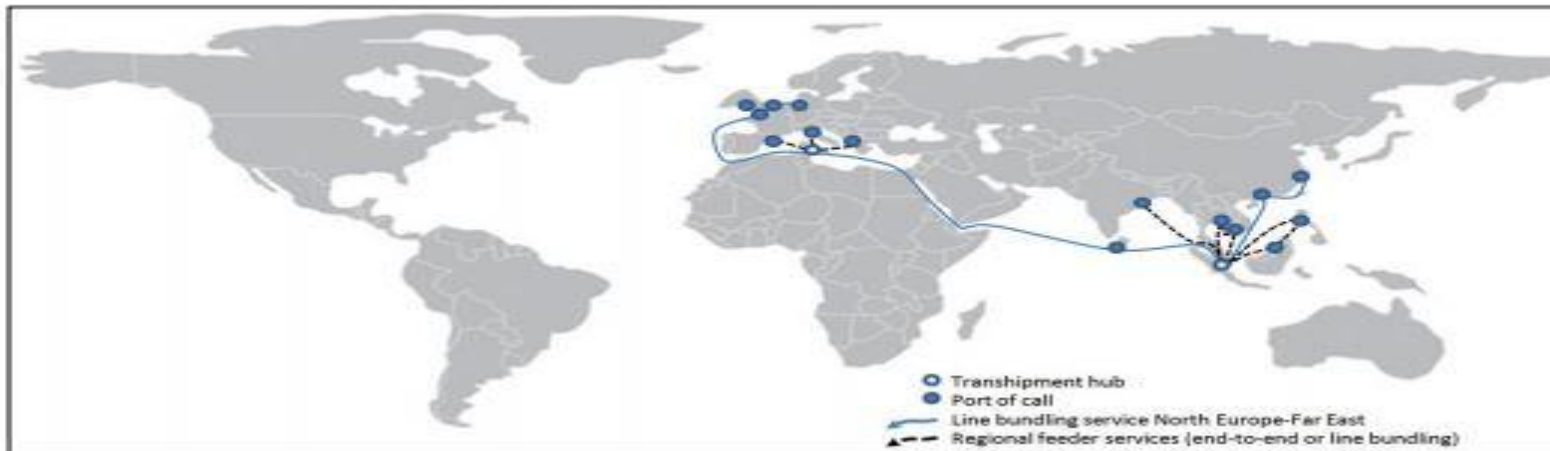 Transhipment hub
Port of call
Line bundling service North Europe-Far East
Regional feeder services (end-to-end or line bundling)